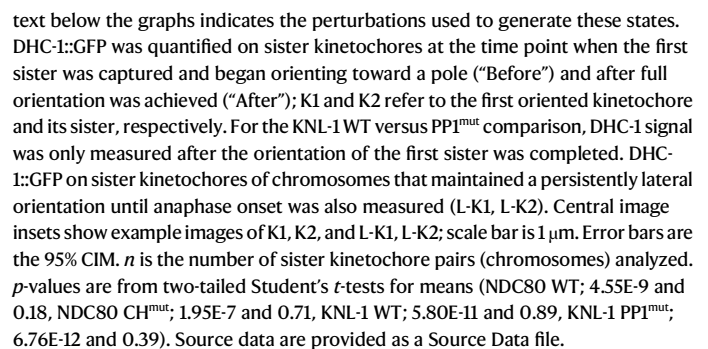 text below the graphs indicates the perturbations used to generate these states.
DHC-1::GFP was quantified on sister kinetochores at the time point when the first
sister was captured and began orienting toward a pole (“Before”) and after full
orientation was achieved (“After”); K1 and K2 refer to the first oriented kinetochore
and its sister, respectively. For the KNL-1 WT versus PP1mut comparison, DHC-1 signal
was only measured after the orientation of the first sister was completed. DHC-
1::GFP on sister kinetochores of chromosomes that maintained a persistently lateral
orientation until anaphase onset was also measured (L-K1, L-K2). Central image
insets show example images of K1, K2, and L-K1, L-K2; scale bar is 1 μm. Error bars are
the 95% CIM. n is the number of sister kinetochore pairs (chromosomes) analyzed.
p-values are from two-tailed Student’s t-tests for means (NDC80 WT; 4.55E-9 and
0.18, NDC80 CHmut; 1.95E-7 and 0.71, KNL-1 WT; 5.80E-11 and 0.89, KNL-1 PP1mut;
6.76E-12 and 0.39). Source data are provided as a Source Data file.